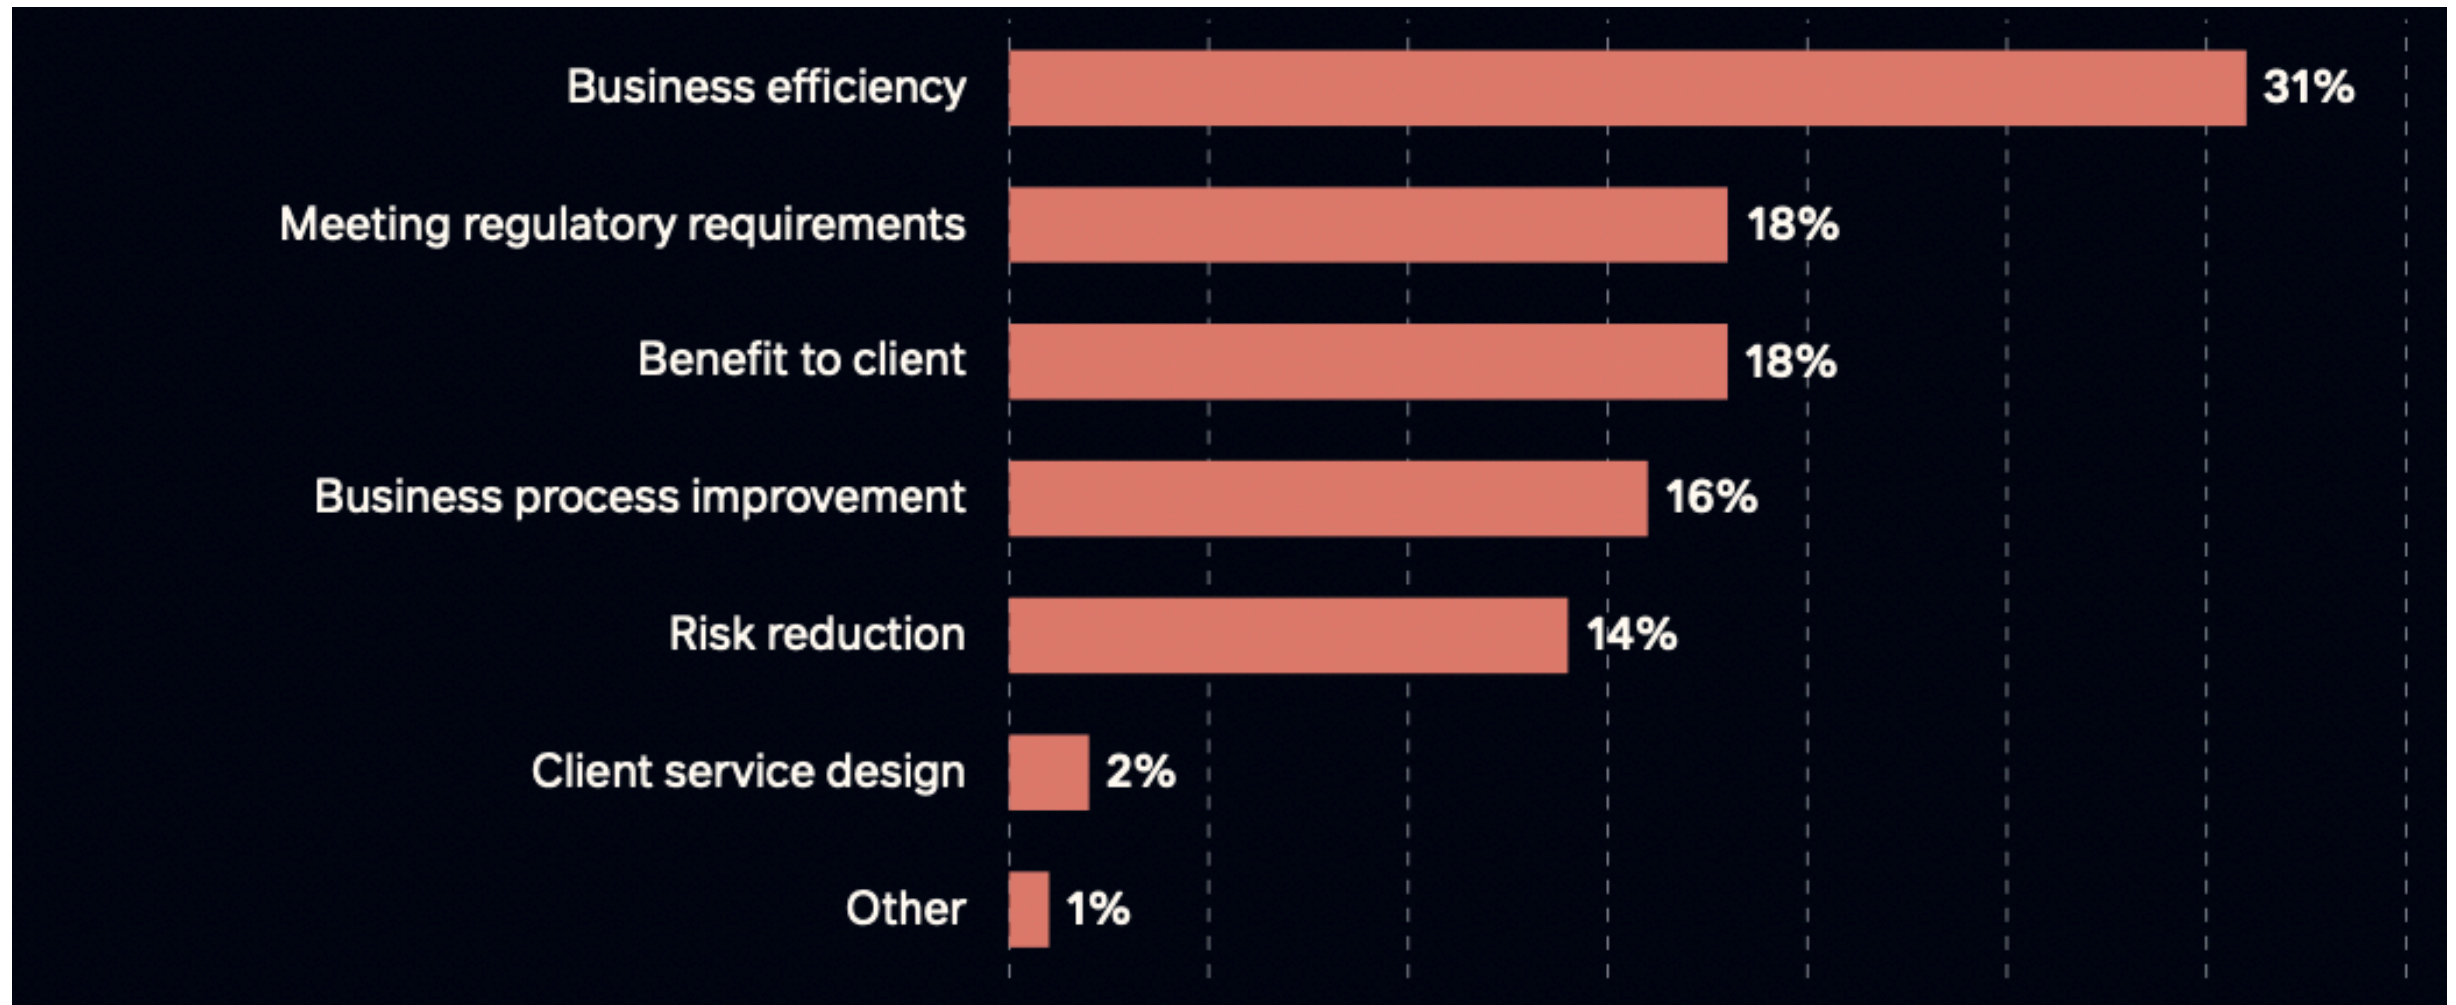 Business efficiency 31%
Meeting regulatory requirements 18%
Benefit to client 18%
Business process improvement 16%
Risk reduction 14%
Client service design 2%
Other 1%